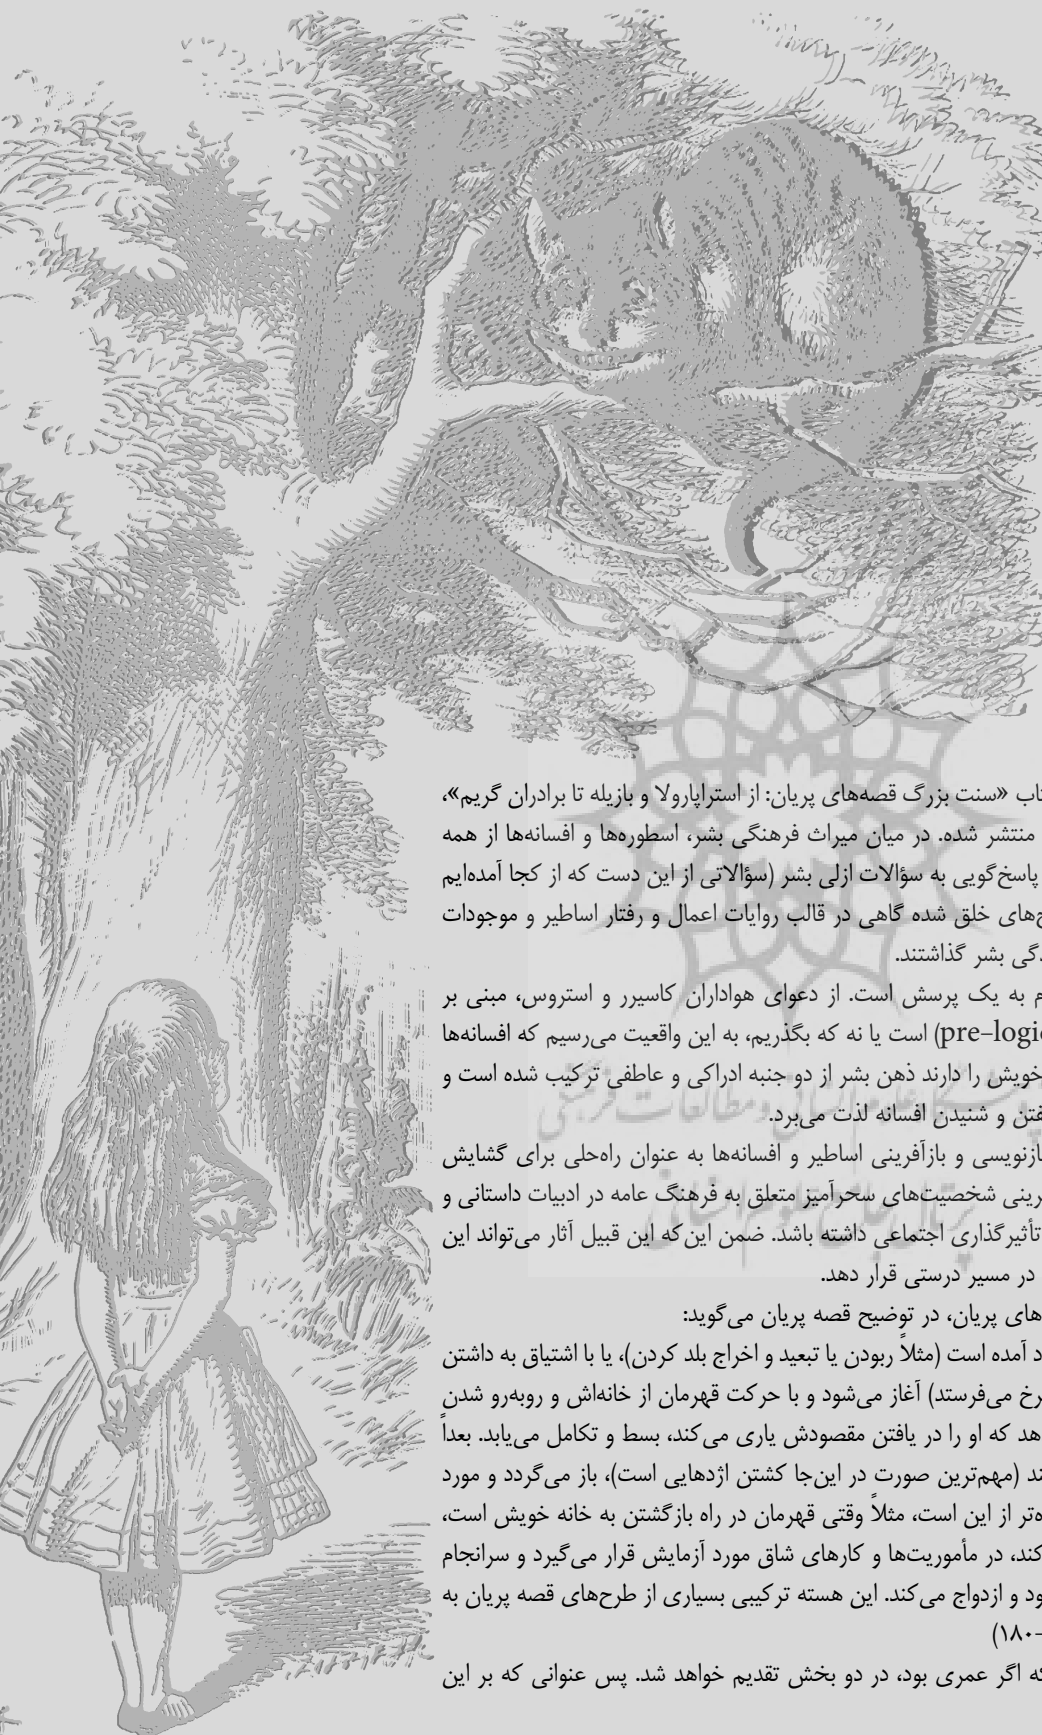 تاب «سنت بزرگ قصه‌های پریان: از استراپارولا و بازیله تا برادران گریم»،
منتشر شده. در میان میراث فرهنگی بشر، اسطوره‌ها و افسانه‌ها از همه
پاسخ‌گویی به سؤالات ازلی بشر (سؤالاتی از این دست که از کجا آمده‌ایم
خ‌های خلق شده گاهی در قالب روایات اعمال و رفتار اساطیر و موجودات
دگی بشر گذاشتند.
م به یک پرسش است. از دعوای هواداران کاسیرر و استروس، مبنی بر
pre-logic) است یا نه که بگذریم، به این واقعیت می‌رسیم که افسانه‌ها
خویش را دارند ذهن بشر از دو جنبه ادراکی و عاطفی ترکیب شده است و
فتن و شنیدن افسانه لذت می‌برد.
ازنویسی و بازآفرینی اساطیر و افسانه‌ها به عنوان راه‌حلی برای گشایش
رینی شخصیت‌های سحرآمیز متعلق به فرهنگ عامه در ادبیات داستانی و
تأثیرگذاری اجتماعی داشته باشد. ضمن این‌که این قبیل آثار می‌تواند این
در مسیر درستی قرار دهد.
های پریان، در توضیح قصه پریان می‌گوید:
د آمده است (مثلاً ربودن یا تبعید و اخراج بلد کردن)، یا با اشتیاق به داشتن
رخ می‌فرستد) آغاز می‌شود و با حرکت قهرمان از خانه‌اش و روبه‌رو شدن
هد که او را در یافتن مقصودش یاری می‌کند، بسط و تکامل می‌یابد. بعداً
ند (مهم‌ترین صورت در این‌جا کشتن اژدهایی است)، باز می‌گردد و مورد
ه‌تر از این است، مثلاً وقتی قهرمان در راه بازگشتن به خانه خویش است،
کند، در مأموریت‌ها و کارهای شاق مورد آزمایش قرار می‌گیرد و سرانجام
ود و ازدواج می‌کند. این هسته ترکیبی بسیاری از طرح‌های قصه پریان به
-۱۸۰)
که اگر عمری بود، در دو بخش تقدیم خواهد شد. پس عنوانی که بر این
پژوهشگاه علوم انسانی و مطالعات فرهنگی
پرتال جامع علوم انسانی